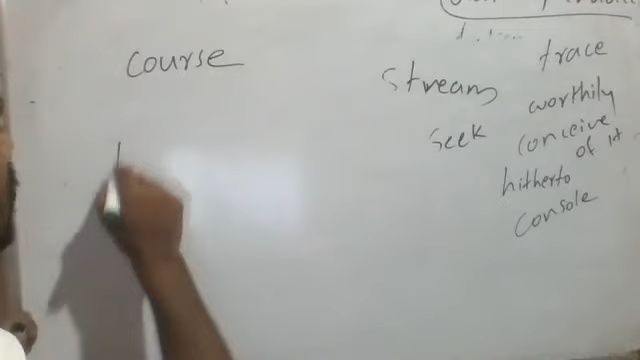 course
stream
seek
trace
worthily
conceive
of it
hitherto
console